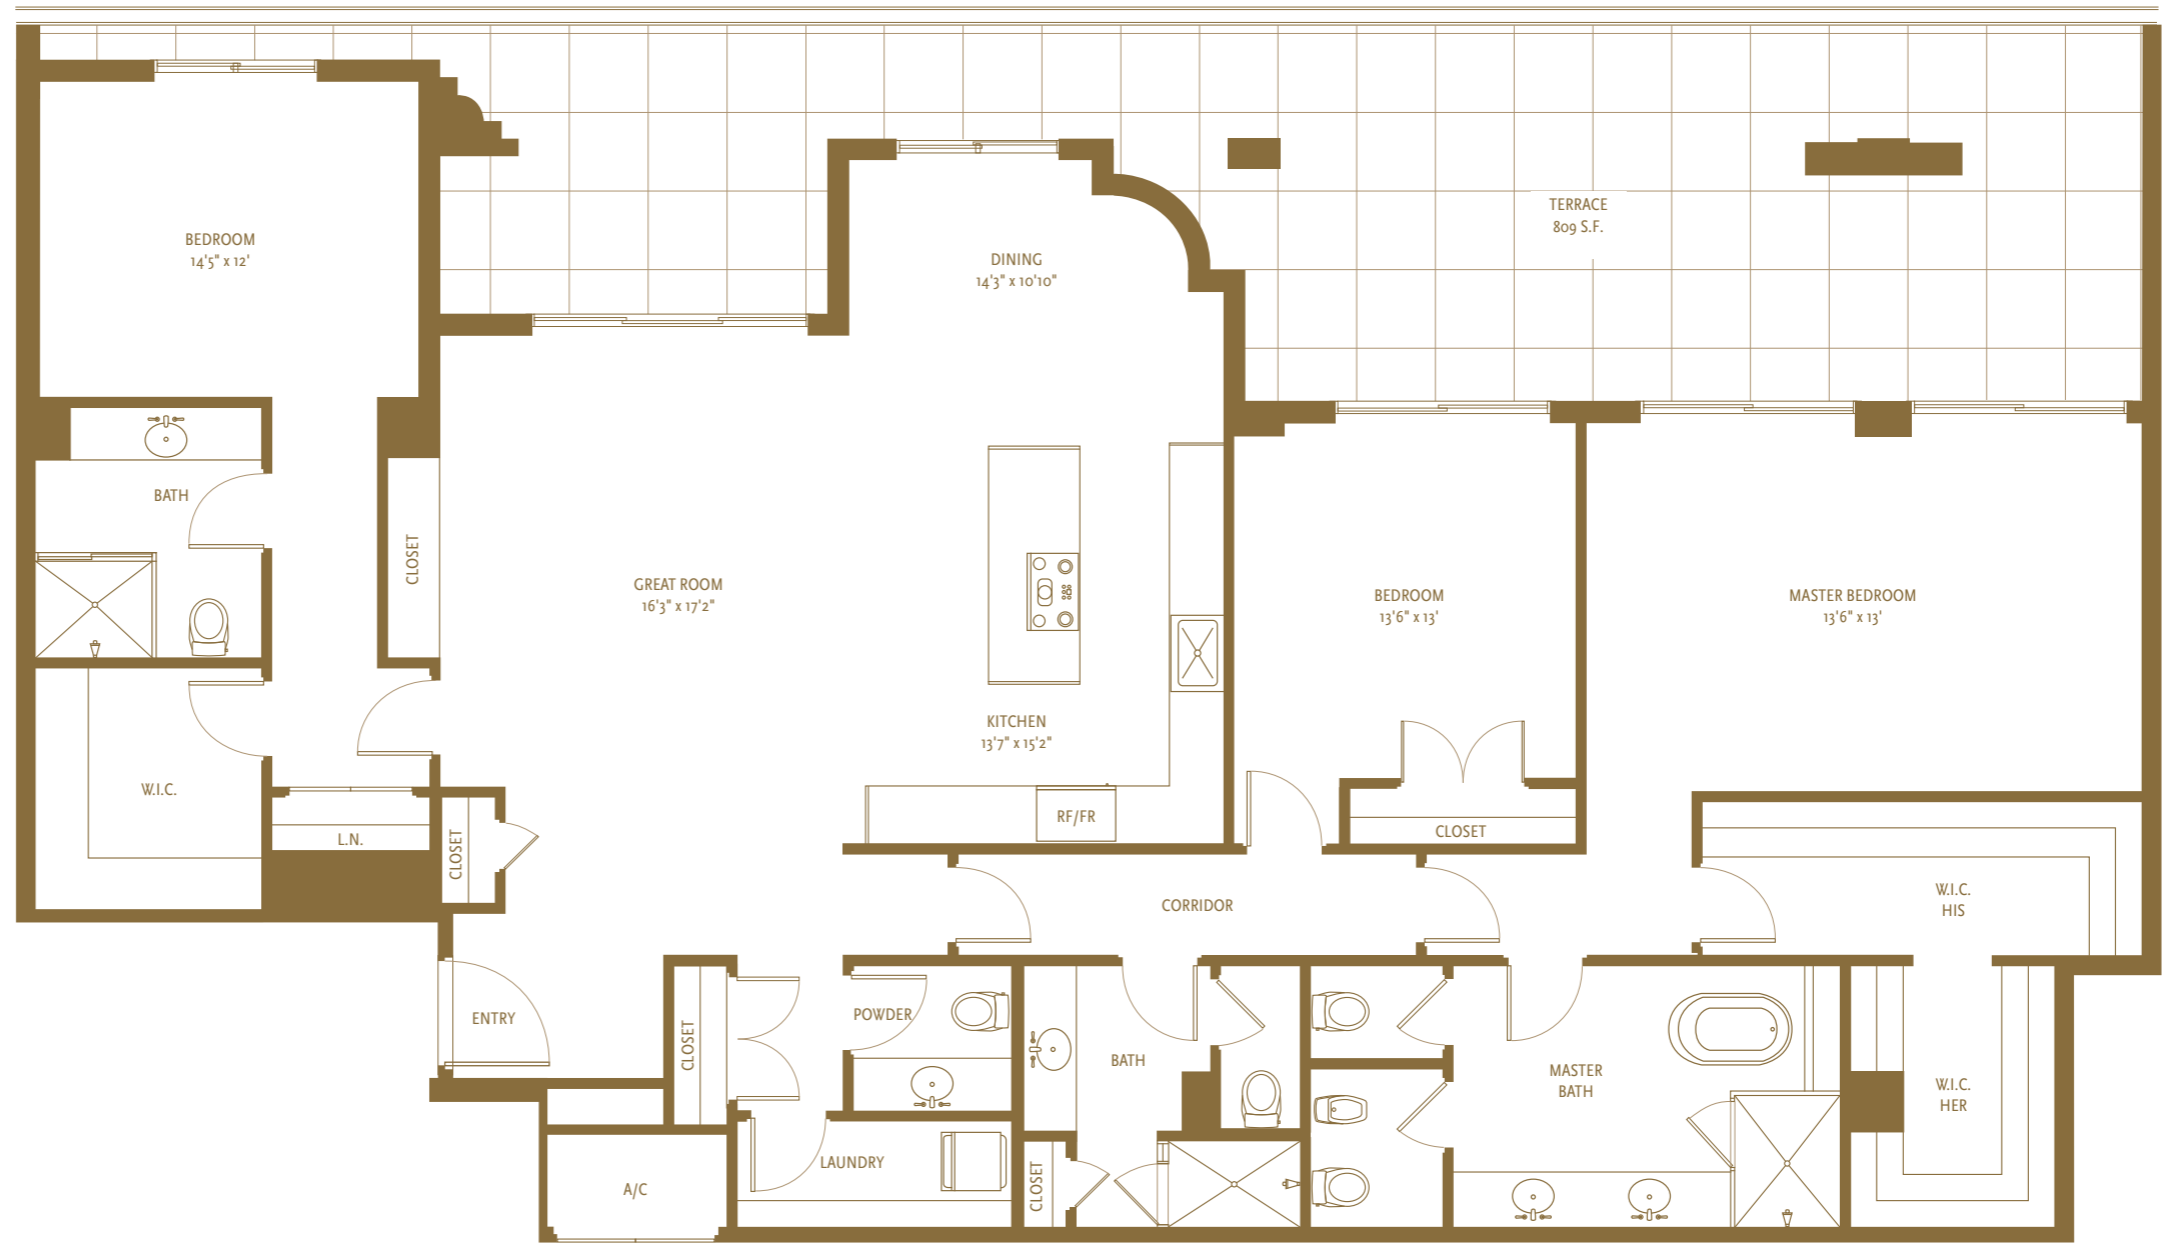 TERRACE
809 S.F.
BEDROOM
14'5" x 12'
DINING
14'3" x 10'10"
BATH
CLOSET
GREAT ROOM
16'3" x 17'2"
BEDROOM
13'6" x 13'
MASTER BEDROOM
13'6" x 13'
KITCHEN
13'7" x 15'2"
W.I.C.
L.N.
CLOSET
RF/FR
CLOSET
CORRIDOR
W.I.C.
HIS
ENTRY
CLOSET
POWDER
BATH
MASTER
BATH
W.I.C.
HER
LAUNDRY
A/C
CLOSET